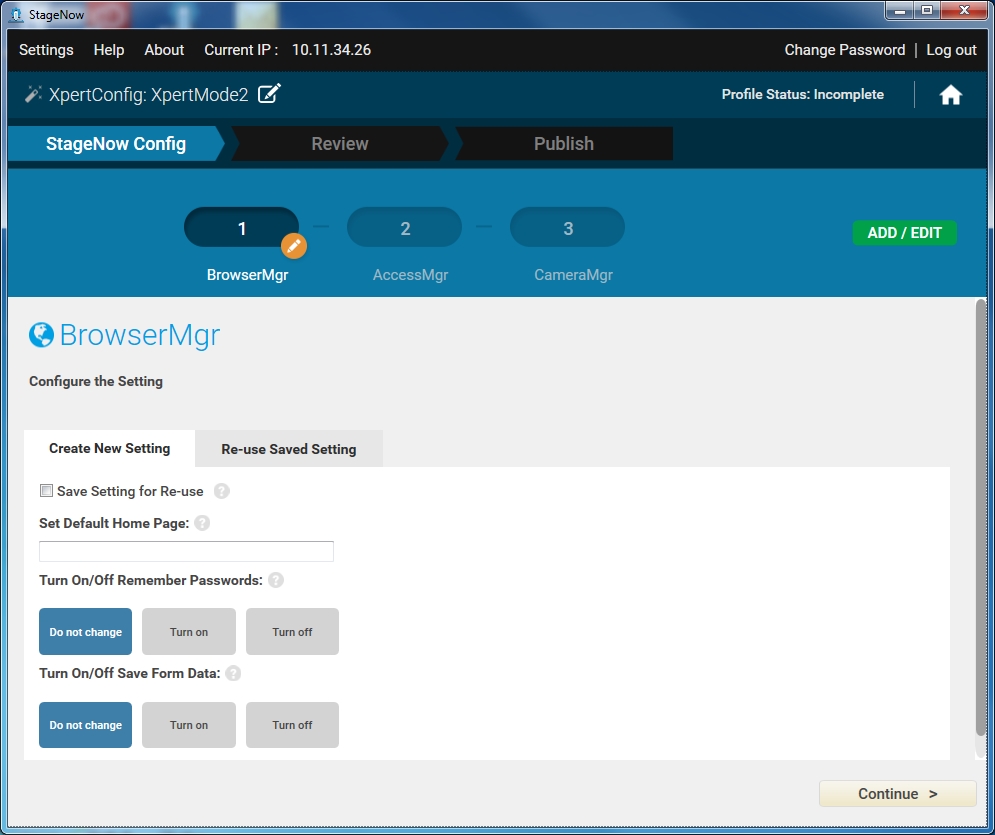 StageNow
Settings Help About Current IP : 10.11.34.26 Change Password | Log out
XpertConfig: XpertMode2 Profile Status: Incomplete
StageNow Config Review Publish
1 2 3
ADD / EDIT
BrowserMgr AccessMgr CameraMgr
BrowserMgr
Configure the Setting
Create New Setting Re-use Saved Setting
Save Setting for Re-use ?
Set Default Home Page: ?
Turn On/Off Remember Passwords: ?
Do not change Turn on Turn off
Turn On/Off Save Form Data: ?
Do not change Turn on Turn off
Continue >